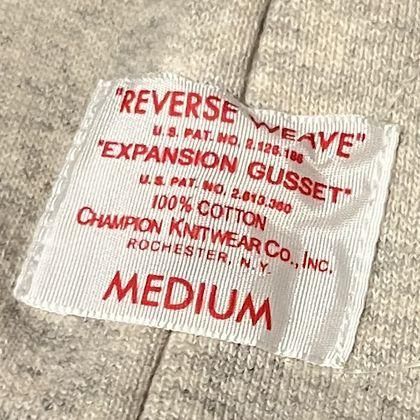 "REVERSE WEAVE"
U.S. PAT. NO. 2.126.186
"EXPANSION GUSSET"
U.S. PAT. NO. 2.613.360
100% COTTON
CHAMPION KNITWEAR CO., INC.
ROCHESTER, N.Y.
MEDIUM